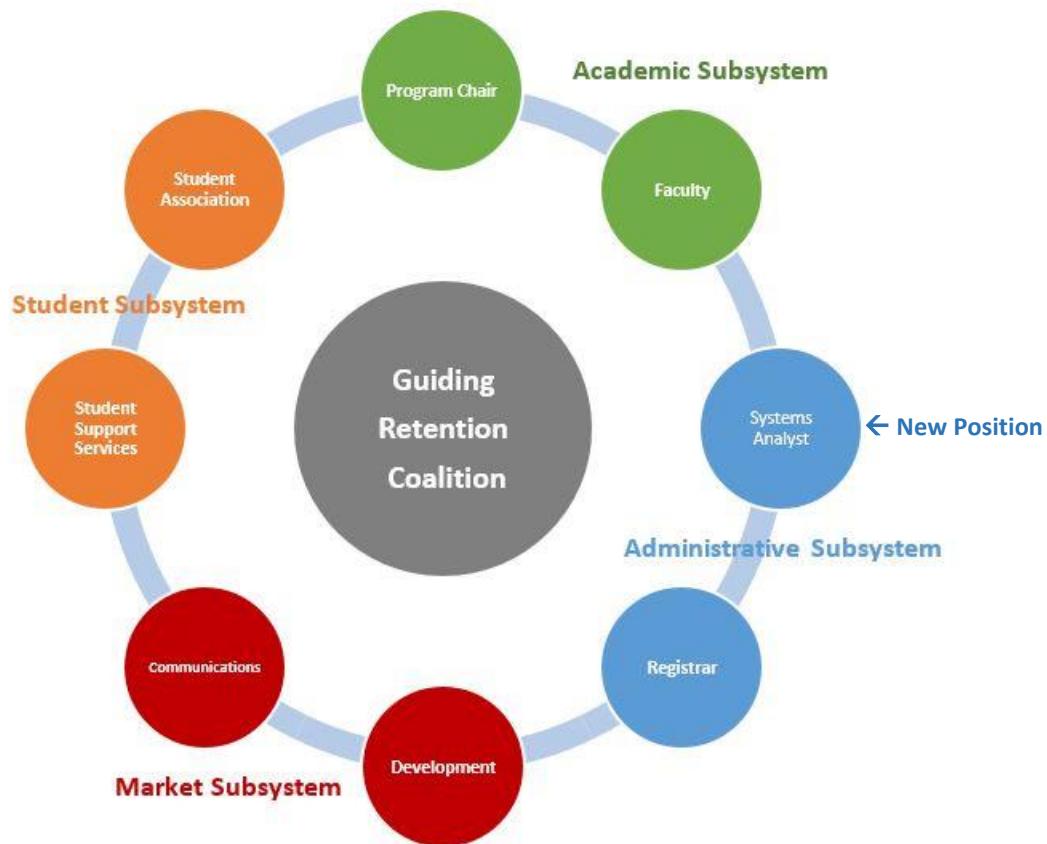 Program Chair
Academic Subsystem
Student
Association
Faculty
Student Subsystem
Guiding
Retention
Coalition
Student
Support
Services
Systems
Analyst
← New Position
Administrative Subsystem
Communications
Registrar
Development
Market Subsystem